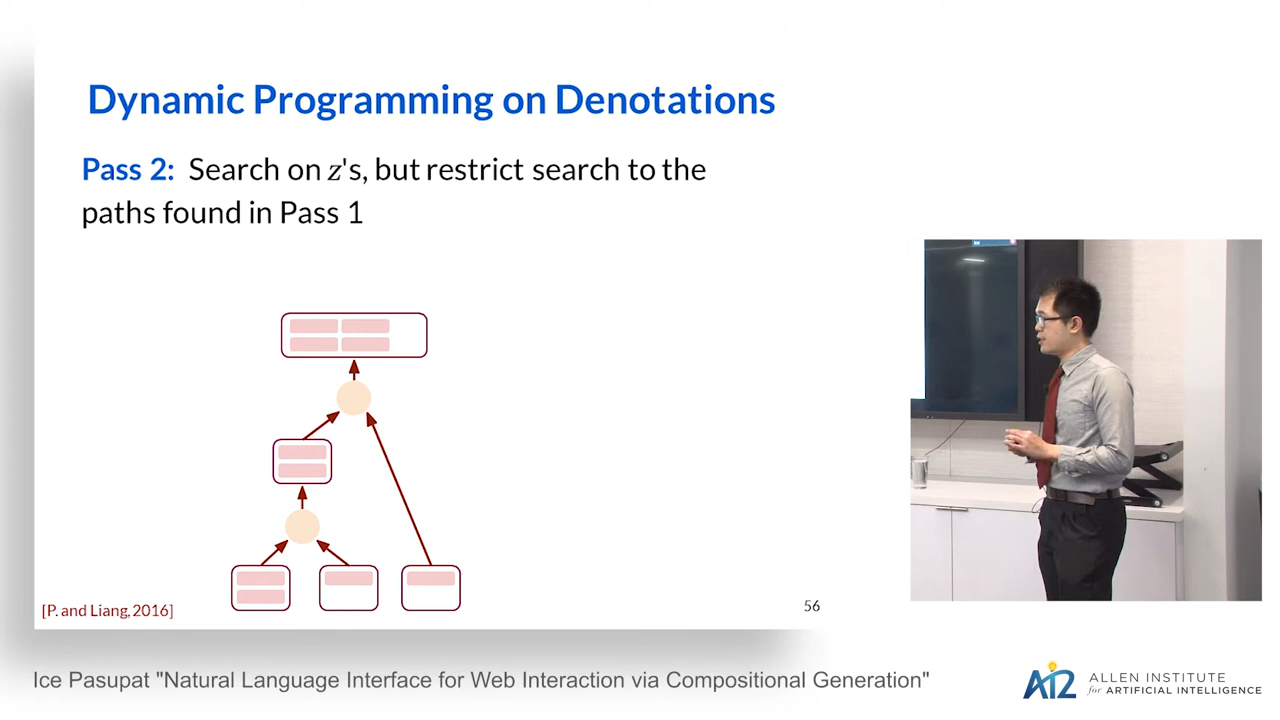 Dynamic Programming on Denotations
Pass 2: Search on z's, but restrict search to the
paths found in Pass 1
[P. and Liang, 2016]
56
Ice Pasupat "Natural Language Interface for Web Interaction via Compositional Generation"
AI2
ALLEN INSTITUTE
for ARTIFICIAL INTELLIGENCE